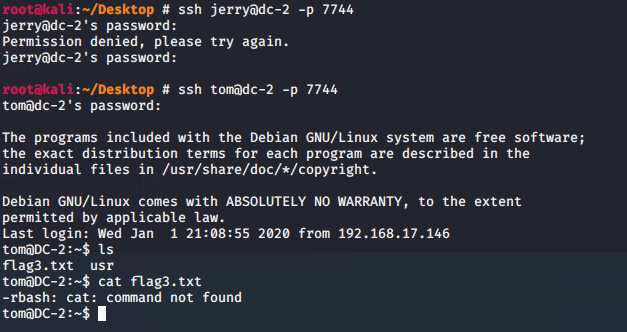 root@kali:~/Desktop # ssh jerry@dc-2 -p 7744
jerry@dc-2's password:
Permission denied, please try again.
jerry@dc-2's password:
root@kali:~/Desktop # ssh tom@dc-2 -p 7744
tom@dc-2's password:
The programs included with the Debian GNU/Linux system are free software;
the exact distribution terms for each program are described in the
individual files in /usr/share/doc/*/copyright.
Debian GNU/Linux comes with ABSOLUTELY NO WARRANTY, to the extent
permitted by applicable law.
Last login: Wed Jan  1 21:08:55 2020 from 192.168.17.146
tom@DC-2:~$ ls
flag3.txt  usr
tom@DC-2:~$ cat flag3.txt
-rbash: cat: command not found
tom@DC-2:~$